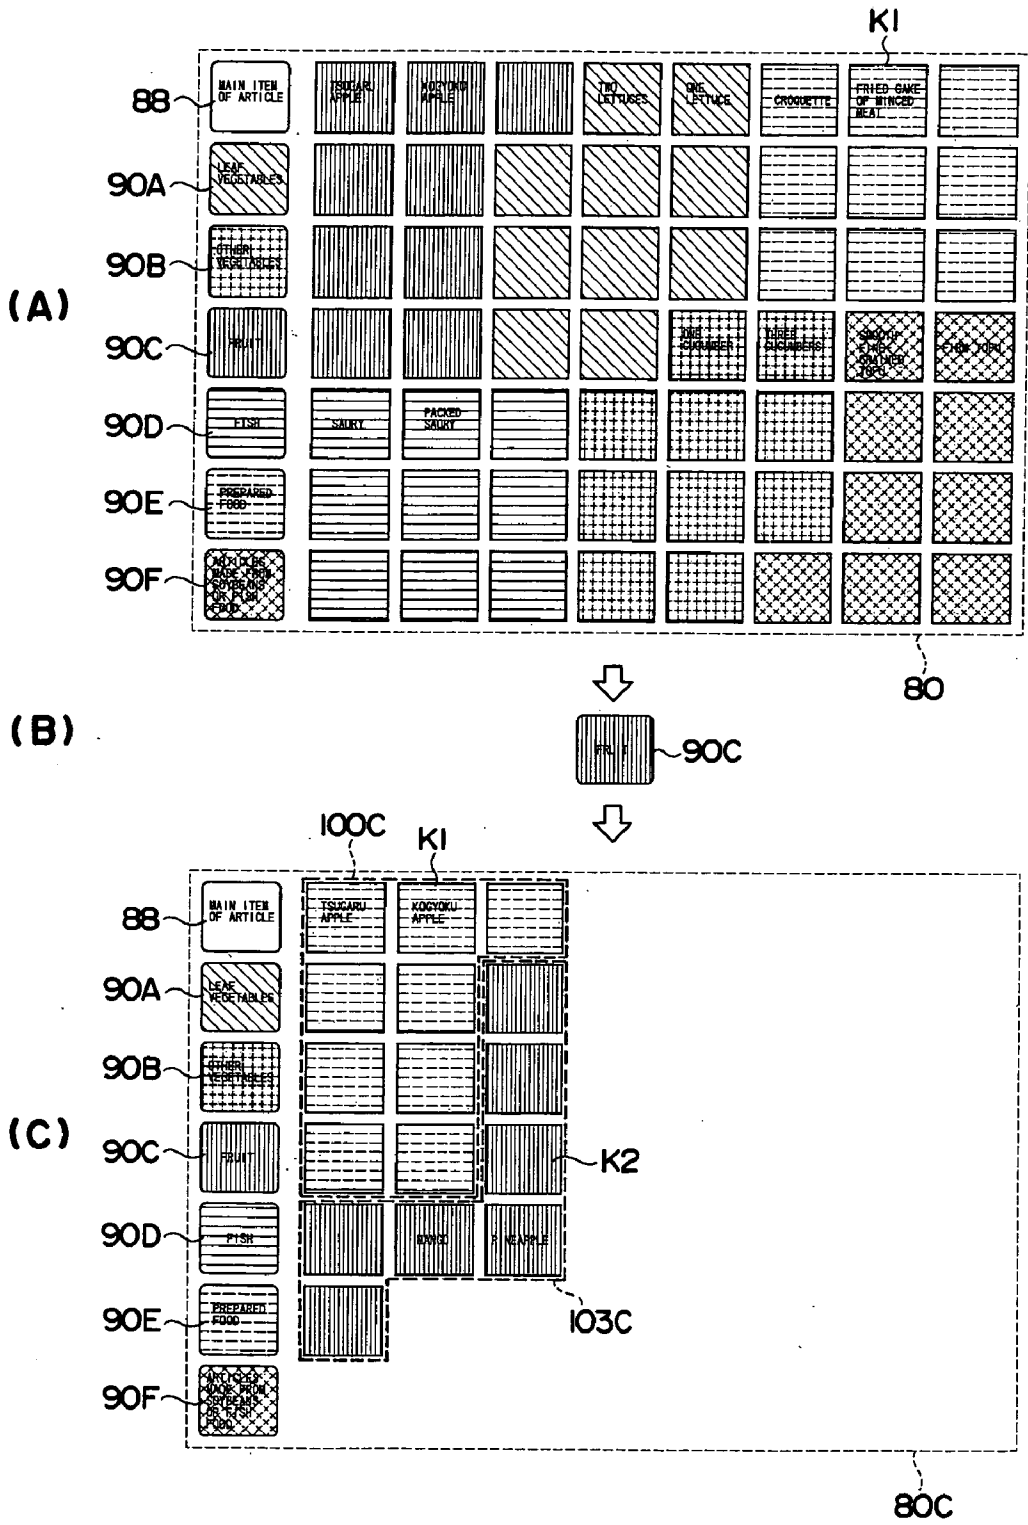 K1
88
MAIN ITEM
OF ARTICLE
TSUGARU
APPLE
KOGYOKU
APPLE
TWO
LETTUCES
ONE
LETTUCE
CROQUETTE
FRIED CAKE
OF MINCED
MEAT
90A
LEAF
VEGETABLES
90B
OTHER
VEGETABLES
(A)
90C
FRUIT
ONE
CUCUMBER
THREE
CUCUMBERS
90D
FISH
SAURY
PACKED
SAURY
90E
PREPARED
FOOD
90F
ARTICLES
MADE FROM
SOYBEANS
OR FISH
FOOD
80
(B)
FRUIT
90C
100C
K1
88
MAIN ITEM
OF ARTICLE
TSUGARU
APPLE
KOGYOKU
APPLE
90A
LEAF
VEGETABLES
90B
OTHER
VEGETABLES
(C)
90C
FRUIT
K2
90D
FISH
MANGO
PINEAPPLE
90E
PREPARED
FOOD
103C
90F
ARTICLES
MADE FROM
SOYBEANS
OR FISH
FOOD
80C